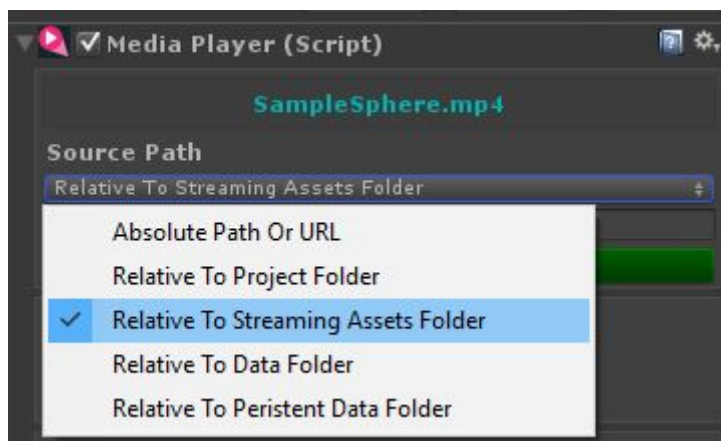 Media Player (Script)
SampleSphere.mp4
Source Path
Relative To Streaming Assets Folder
Absolute Path Or URL
Relative To Project Folder
Relative To Streaming Assets Folder
Relative To Data Folder
Relative To Peristent Data Folder